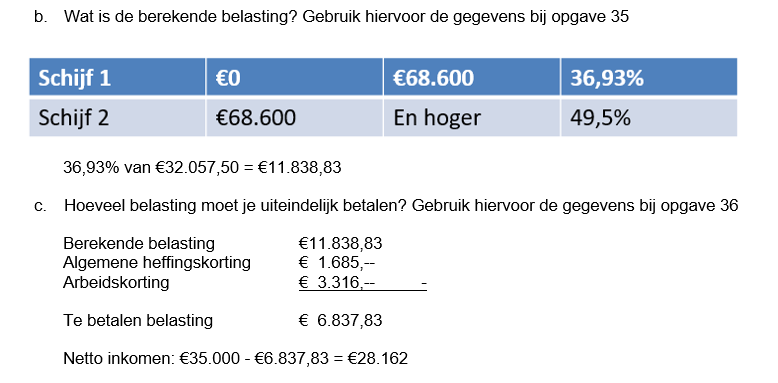 b. Wat is de berekende belasting? Gebruik hiervoor de gegevens bij opgave 35
Schijf 1 €0 €68.600 36,93%
Schijf 2 €68.600 En hoger 49,5%
36,93% van €32.057,50 = €11.838,83
c. Hoeveel belasting moet je uiteindelijk betalen? Gebruik hiervoor de gegevens bij opgave 36
Berekende belasting €11.838,83
Algemene heffingskorting € 1.685,--
Arbeidskorting € 3.316,-- -
Te betalen belasting € 6.837,83
Netto inkomen: €35.000 - €6.837,83 = €28.162